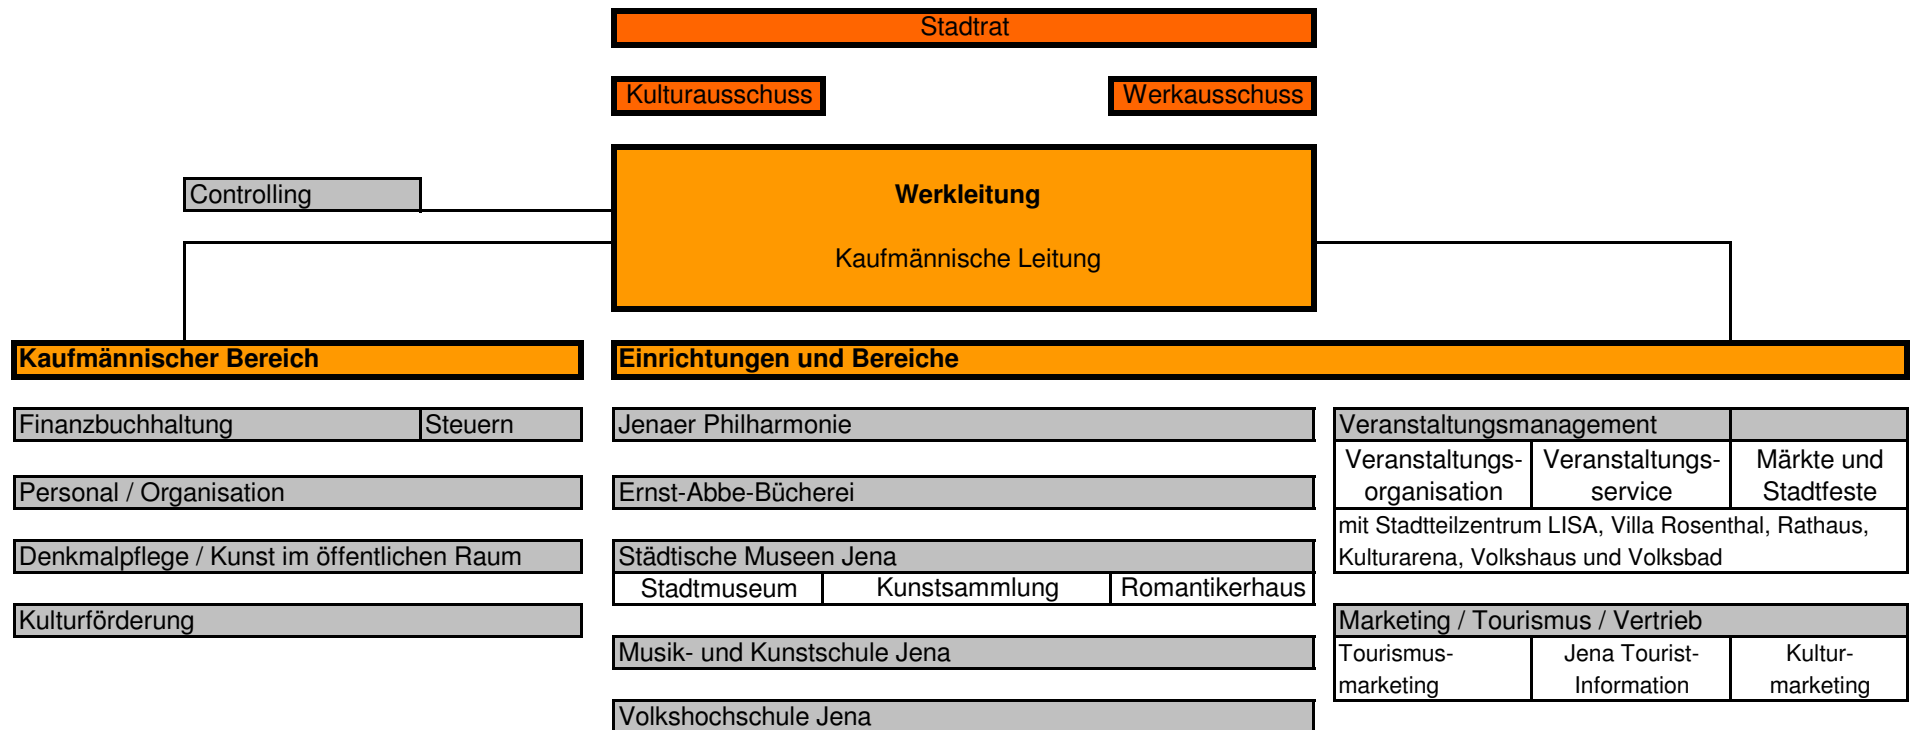 Stadtrat
Kulturausschuss
Werkausschuss
Controlling
Werkleitung
Kaufmännische Leitung
Kaufmännischer Bereich
Finanzbuchhaltung
Steuern
Personal / Organisation
Denkmalpflege / Kunst im öffentlichen Raum
Kulturförderung
Einrichtungen und Bereiche
Jenaer Philharmonie
Ernst-Abbe-Bücherei
Städtische Museen Jena
Stadtmuseum
Kunstsammlung
Romantikerhaus
Musik- und Kunstschule Jena
Volkshochschule Jena
Veranstaltungsmanagement
Veranstaltungs-
organisation
Veranstaltungs-
service
Märkte und
Stadtfeste
mit Stadtteilzentrum LISA, Villa Rosenthal, Rathaus,
Kulturarena, Volkshaus und Volksbad
Marketing / Tourismus / Vertrieb
Tourismus-
marketing
Jena Tourist-
Information
Kultur-
marketing